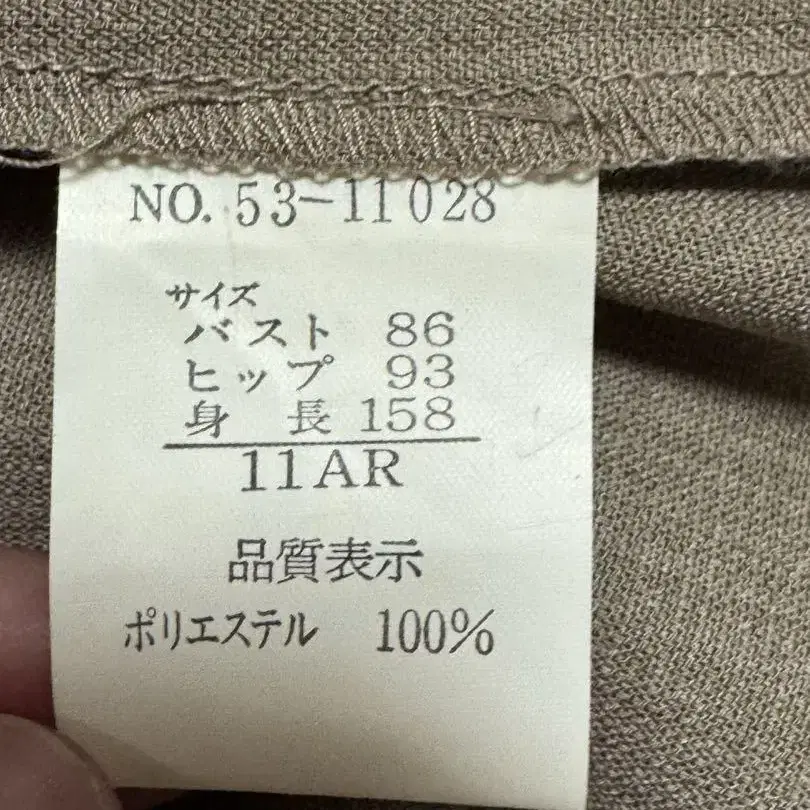 NO. 53-11028
サイズ
バスト 86
ヒップ 93
身長 158
11AR
品質表示
ポリエステル 100%